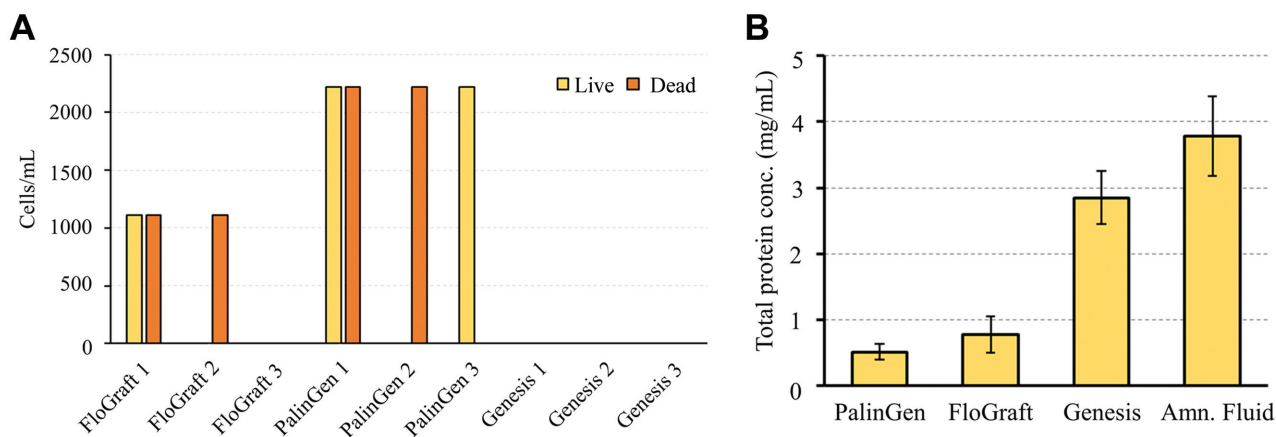 A
Cells/mL
2500
2000
1500
1000
500
0
Live Dead
FloGraft 1
FloGraft 2
FloGraft 3
PalinGen 1
PalinGen 2
PalinGen 3
Genesis 1
Genesis 2
Genesis 3
B
Total protein conc. (mg/mL)
5
4
3
2
1
0
PalinGen FloGraft Genesis Amn. Fluid